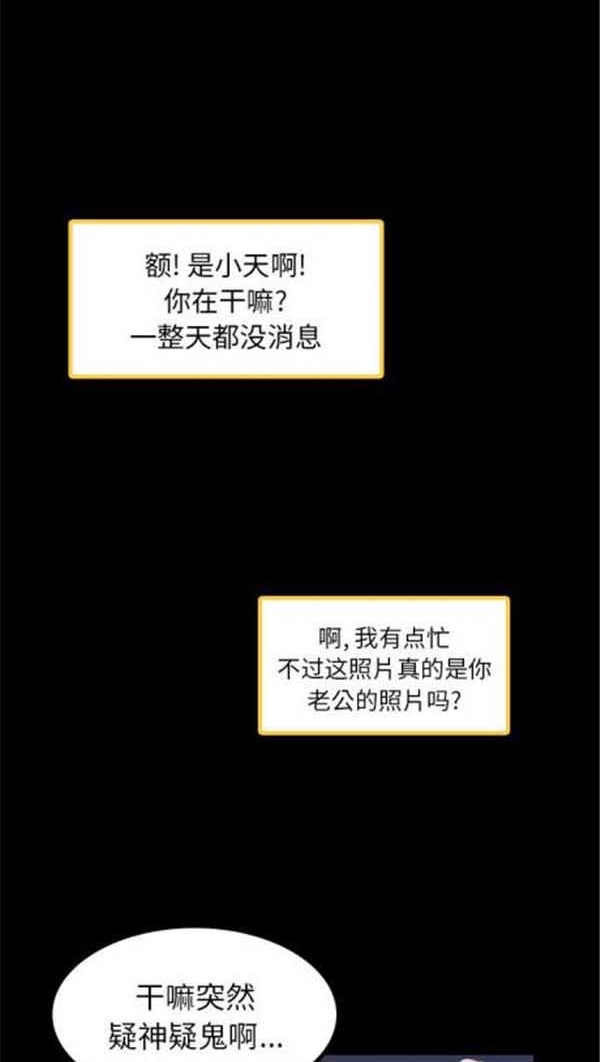 额! 是小天啊!
你在干嘛?
一整天都没消息
啊, 我有点忙
不过这照片真的是你
老公的照片吗?
干嘛突然
疑神疑鬼啊...